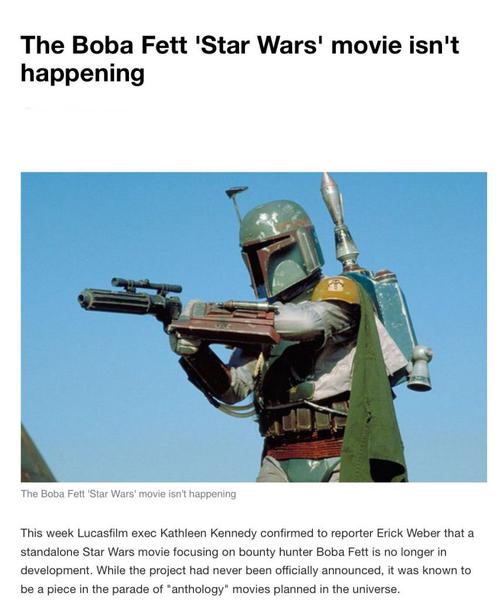 The Boba Fett 'Star Wars' movie isn't
happening
The Boba Fett 'Star Wars' movie isn't happening
This week Lucasfilm exec Kathleen Kennedy confirmed to reporter Erick Weber that a
standalone Star Wars movie focusing on bounty hunter Boba Fett is no longer in
development. While the project had never been officially announced, it was known to
be a piece in the parade of "anthology" movies planned in the universe.